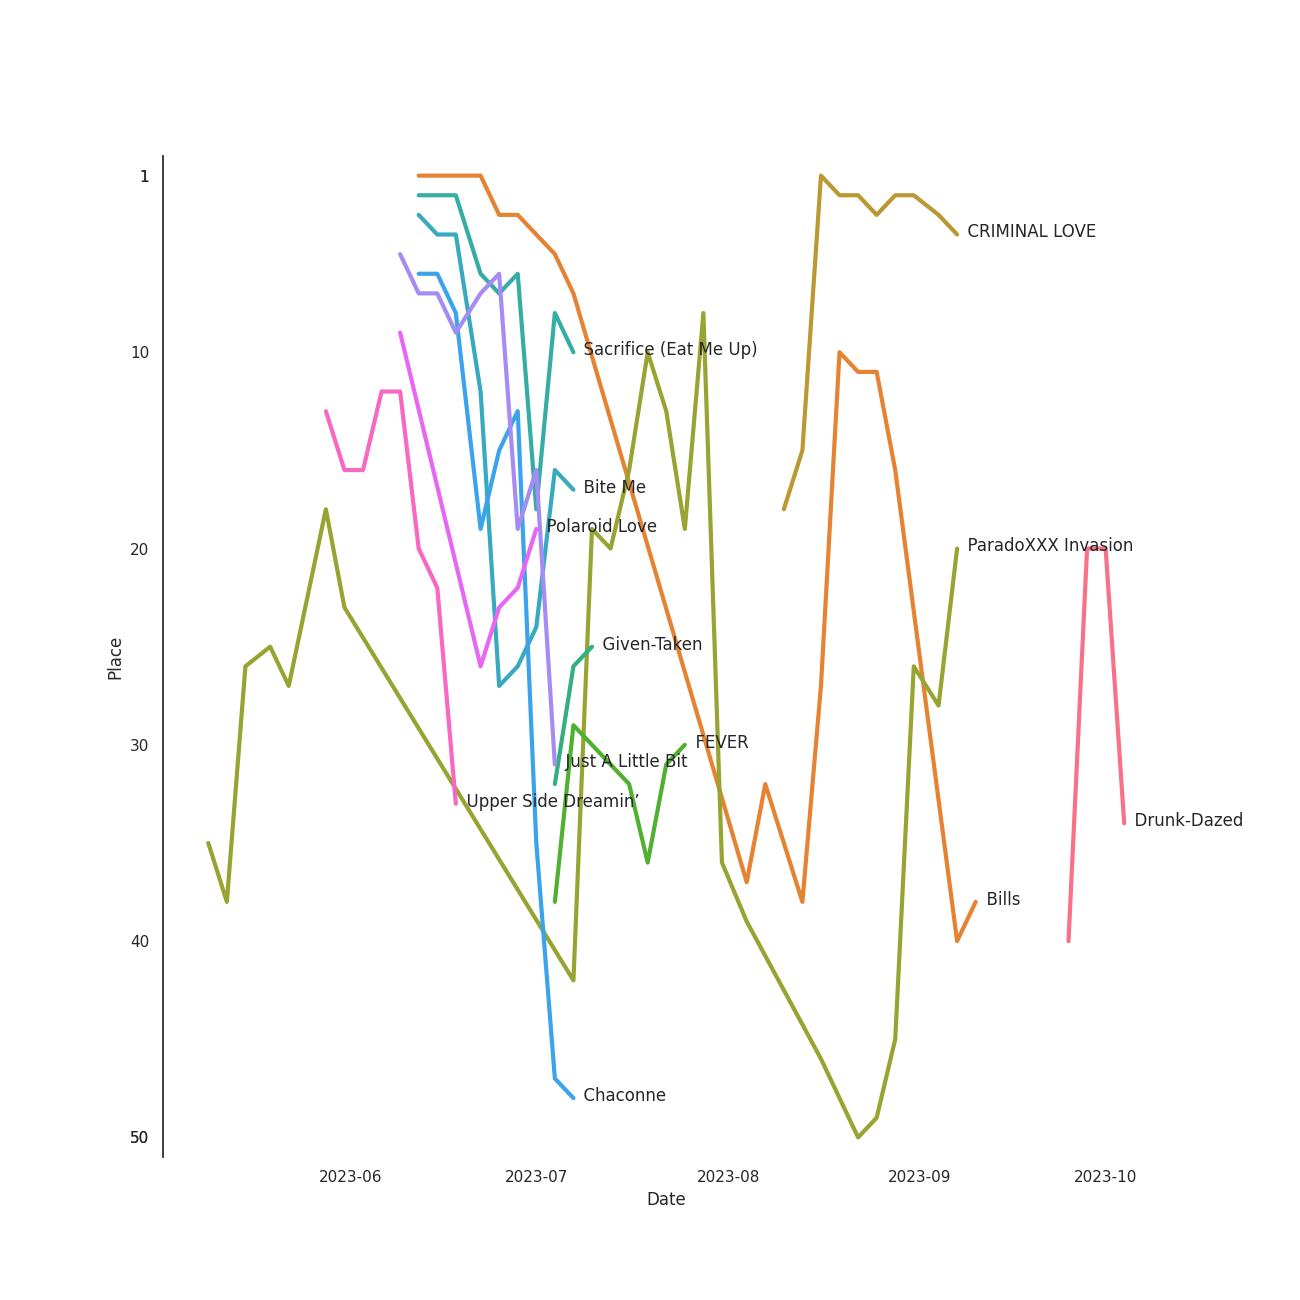 1
CRIMINAL LOVE
10
Sacrifice (Eat Me Up)
Bite Me
Polaroid Love
20
ParadoXXX Invasion
Given-Taken
Place
30
FEVER
Just A Little Bit
Upper Side Dreamin’
Drunk-Dazed
Bills
40
Chaconne
50
2023-06
2023-07
2023-08
2023-09
2023-10
Date